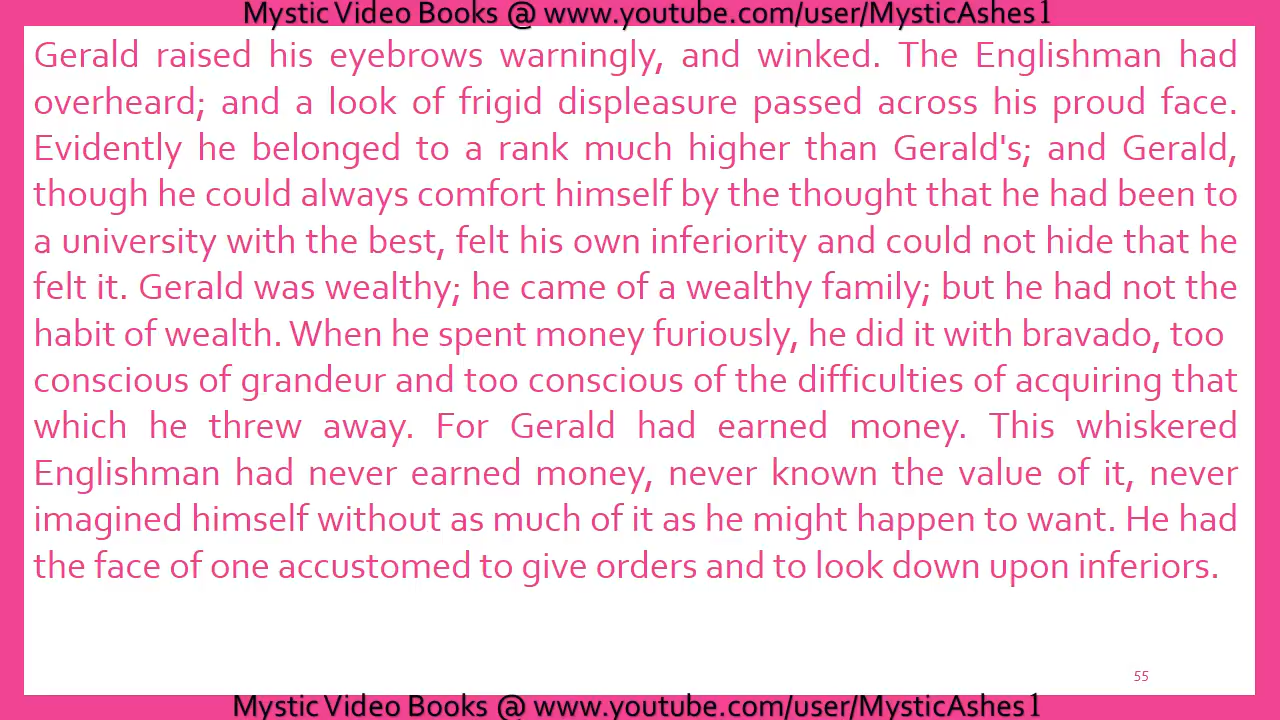 Mystic Video Books @ www.youtube.com/user/MysticAshes1
Gerald raised his eyebrows warningly, and winked. The Englishman had
overheard; and a look of frigid displeasure passed across his proud face.
Evidently he belonged to a rank much higher than Gerald's; and Gerald,
though he could always comfort himself by the thought that he had been to
a university with the best, felt his own inferiority and could not hide that he
felt it. Gerald was wealthy; he came of a wealthy family; but he had not the
habit of wealth. When he spent money furiously, he did it with bravado, too
conscious of grandeur and too conscious of the difficulties of acquiring that
which he threw away. For Gerald had earned money. This whiskered
Englishman had never earned money, never known the value of it, never
imagined himself without as much of it as he might happen to want. He had
the face of one accustomed to give orders and to look down upon inferiors.
55
Mystic Video Books @ www.youtube.com/user/MysticAshes1